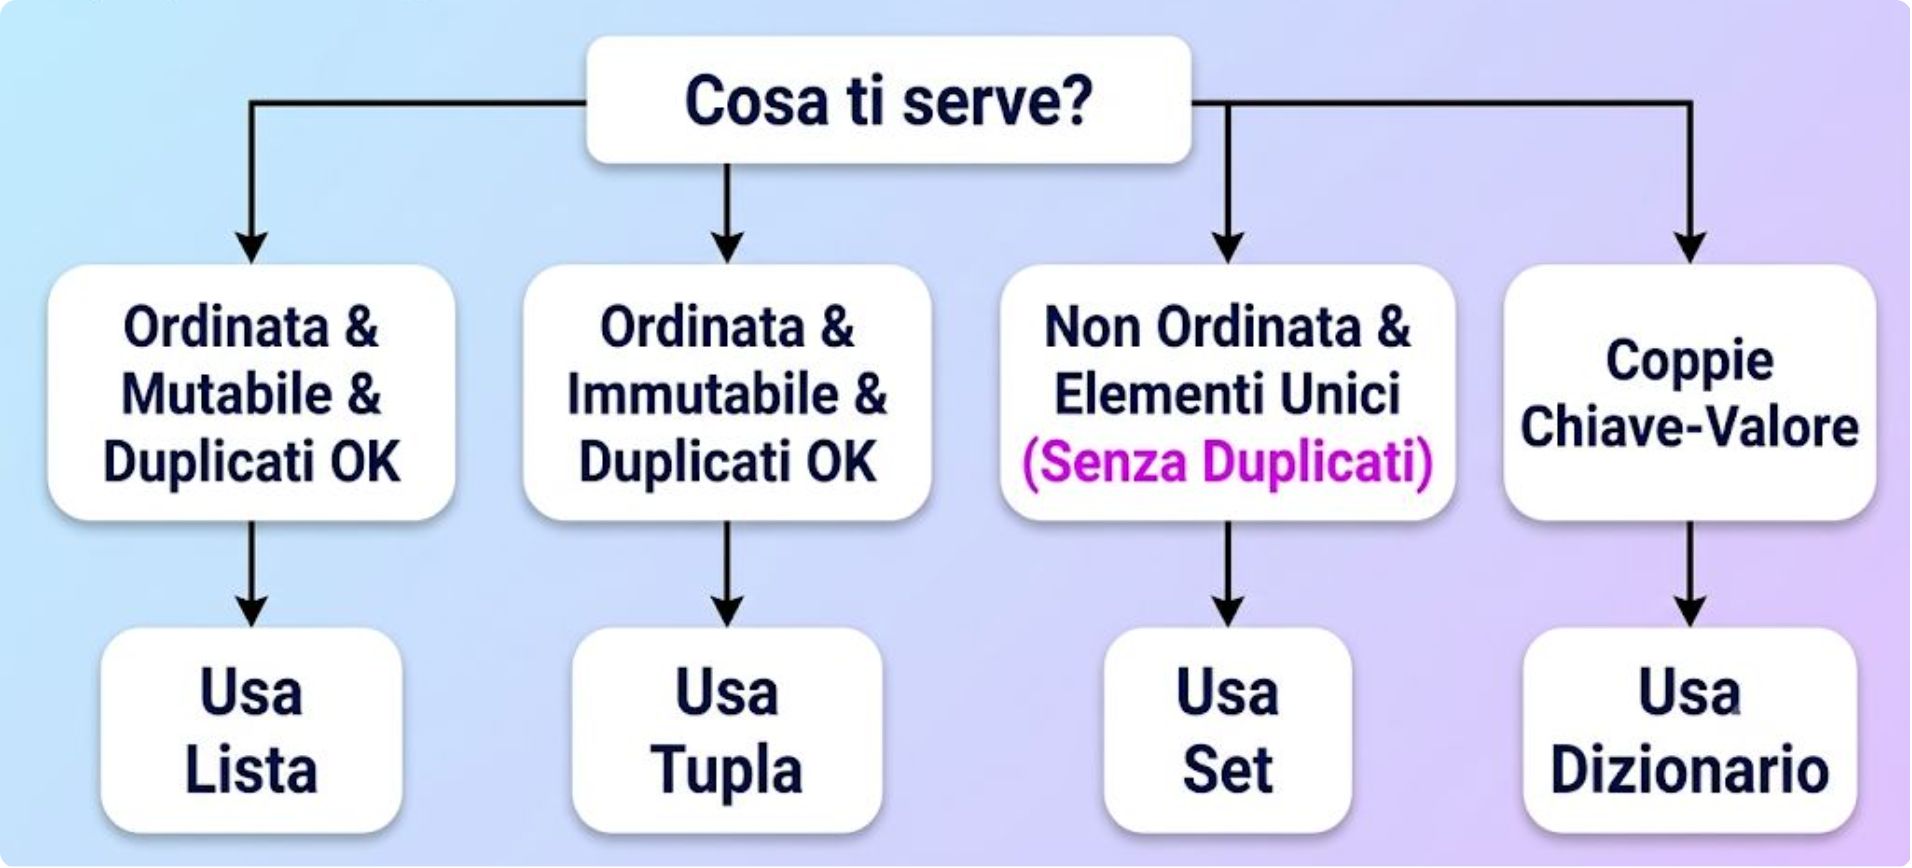 Cosa ti serve?
Ordinata &
Mutabile &
Duplicati OK
Ordinata &
Immutabile &
Duplicati OK
Non Ordinata &
Elementi Unici
(Senza Duplicati)
Coppie
Chiave-Valore
Usa
Lista
Usa
Tupla
Usa
Set
Usa
Dizionario